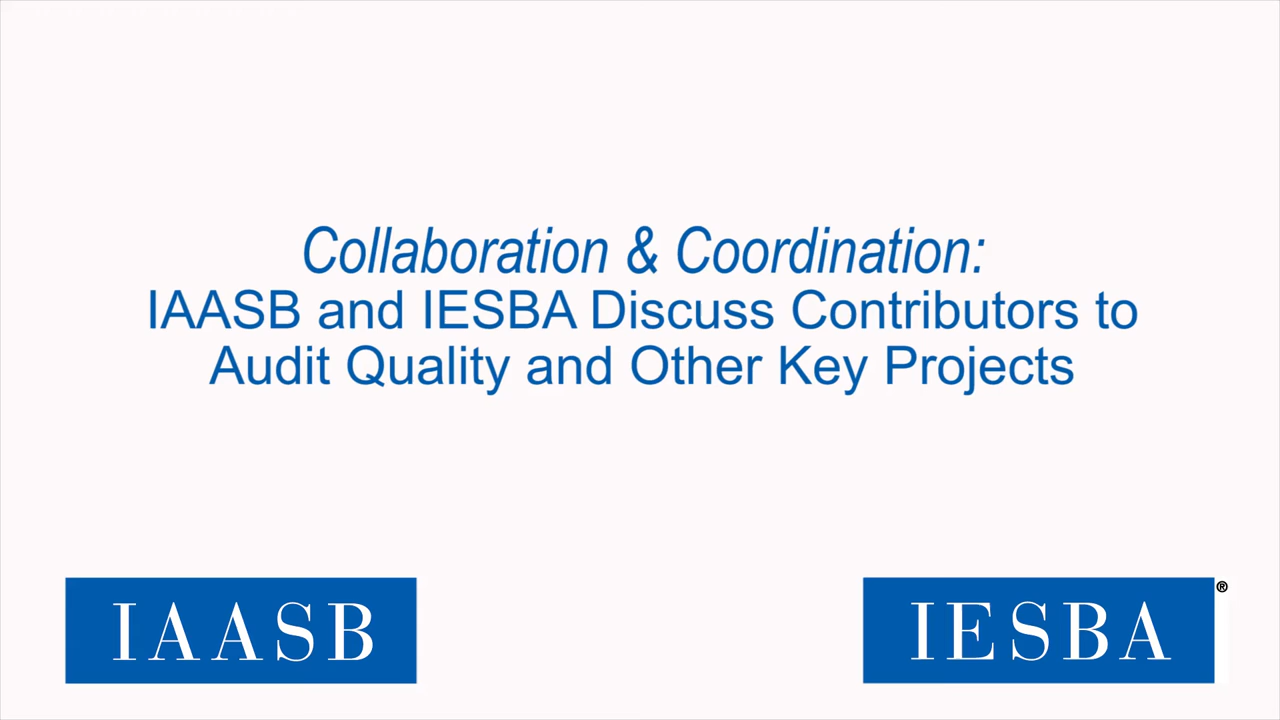 Collaboration & Coordination:
IAASB and IESBA Discuss Contributors to
Audit Quality and Other Key Projects
IAASB
IESBA®